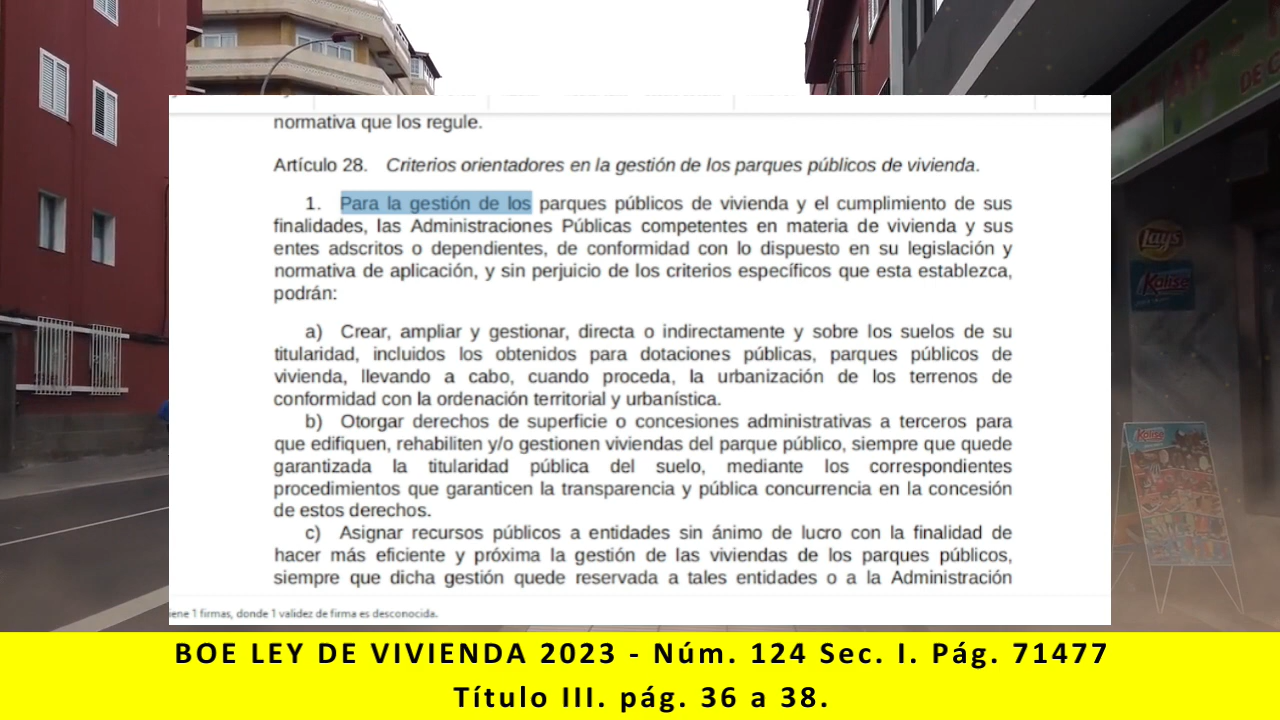 normativa que los regule.
Artículo 28. Criterios orientadores en la gestión de los parques públicos de vivienda.
1. Para la gestión de los parques públicos de vivienda y el cumplimiento de sus
finalidades, las Administraciones Públicas competentes en materia de vivienda y sus
entes adscritos o dependientes, de conformidad con lo dispuesto en su legislación y
normativa de aplicación, y sin perjuicio de los criterios específicos que esta establezca,
podrán:
a) Crear, ampliar y gestionar, directa o indirectamente y sobre los suelos de su
titularidad, incluidos los obtenidos para dotaciones públicas, parques públicos de
vivienda, llevando a cabo, cuando proceda, la urbanización de los terrenos de
conformidad con la ordenación territorial y urbanística.
b) Otorgar derechos de superficie o concesiones administrativas a terceros para
que edifiquen, rehabiliten y/o gestionen viviendas del parque público, siempre que quede
garantizada la titularidad pública del suelo, mediante los correspondientes
procedimientos que garanticen la transparencia y pública concurrencia en la concesión
de estos derechos.
c) Asignar recursos públicos a entidades sin ánimo de lucro con la finalidad de
hacer más eficiente y próxima la gestión de las viviendas de los parques públicos,
siempre que dicha gestión quede reservada a tales entidades o a la Administración
iene 1 firmas, donde 1 validez de firma es desconocida.
Lay's
Kalise
Kalise
DE C
BOE LEY DE VIVIENDA 2023 - Núm. 124 Sec. I. Pág. 71477
Título III. pág. 36 a 38.